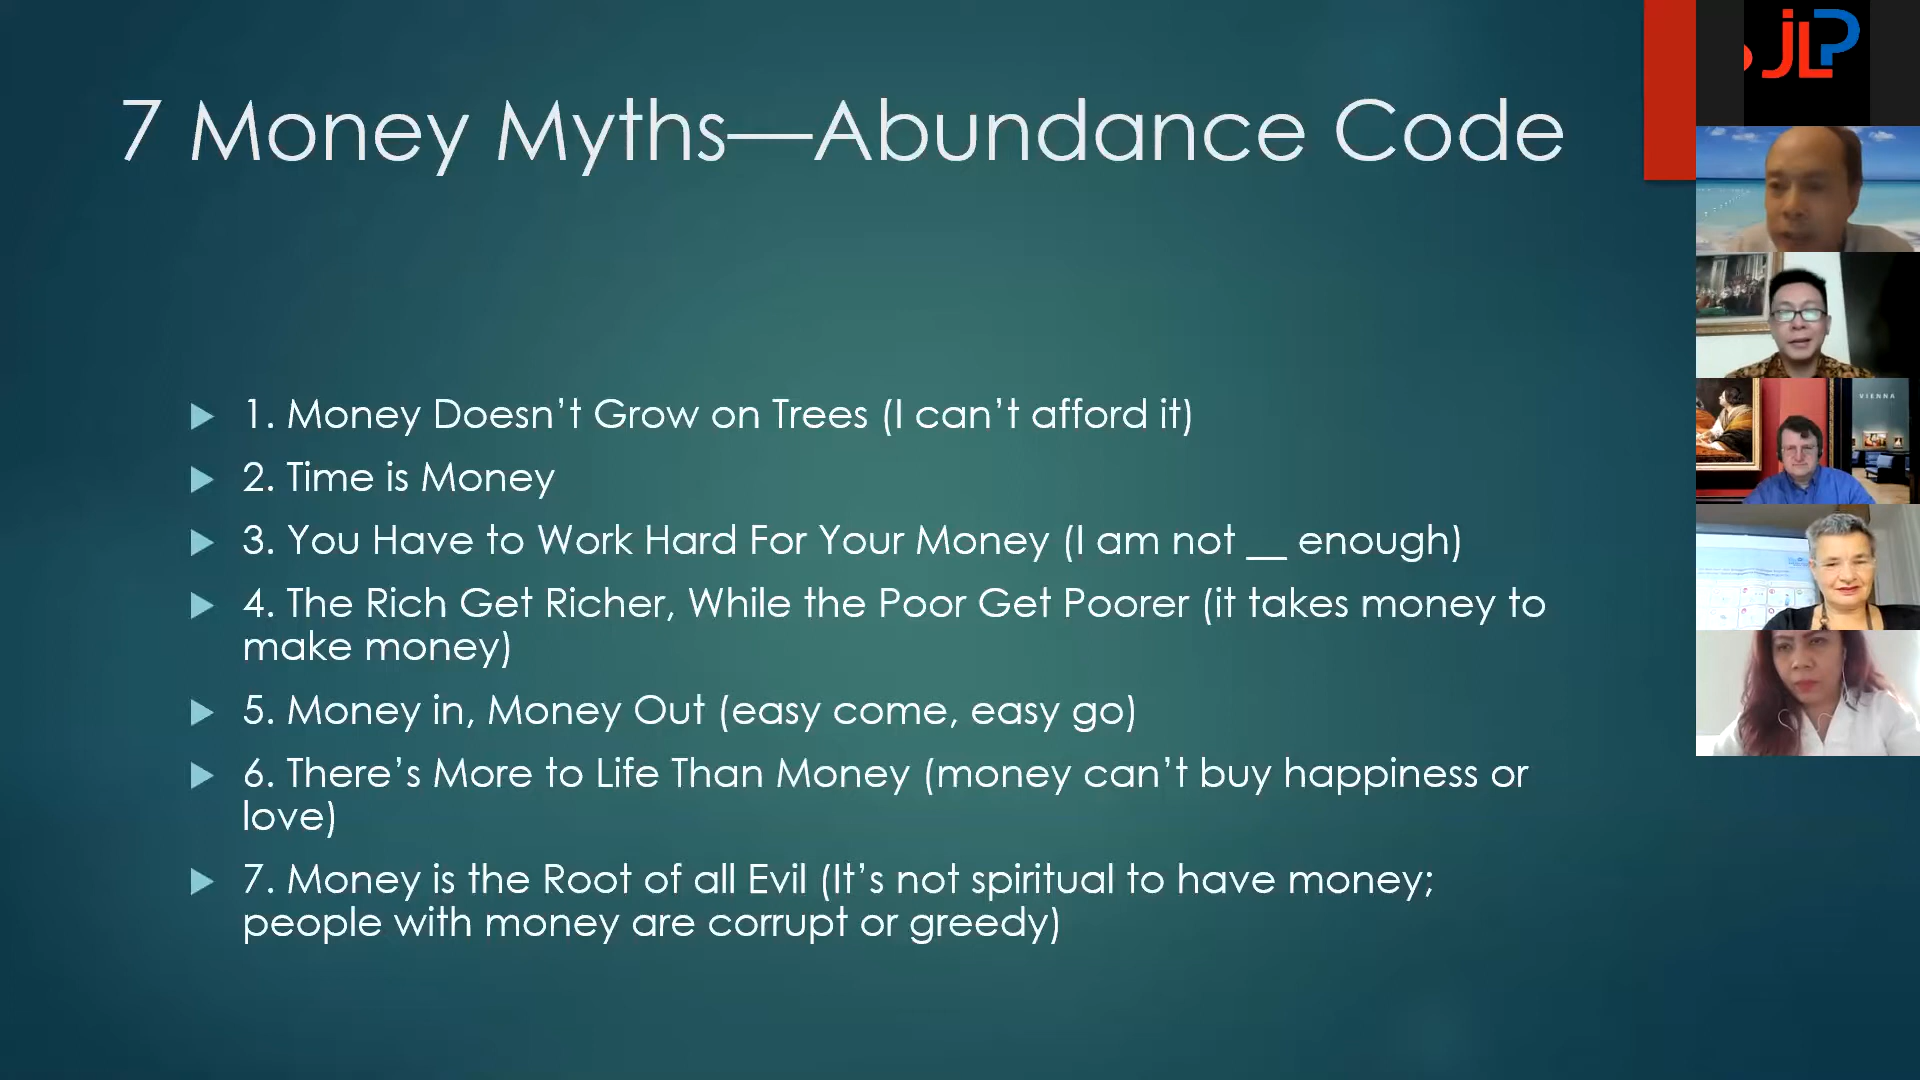 7 Money Myths—Abundance Code
1. Money Doesn’t Grow on Trees (I can’t afford it)
2. Time is Money
3. You Have to Work Hard For Your Money (I am not __ enough)
4. The Rich Get Richer, While the Poor Get Poorer (it takes money to
make money)
5. Money in, Money Out (easy come, easy go)
6. There’s More to Life Than Money (money can’t buy happiness or
love)
7. Money is the Root of all Evil (It’s not spiritual to have money;
people with money are corrupt or greedy)
JLP
VIENNA